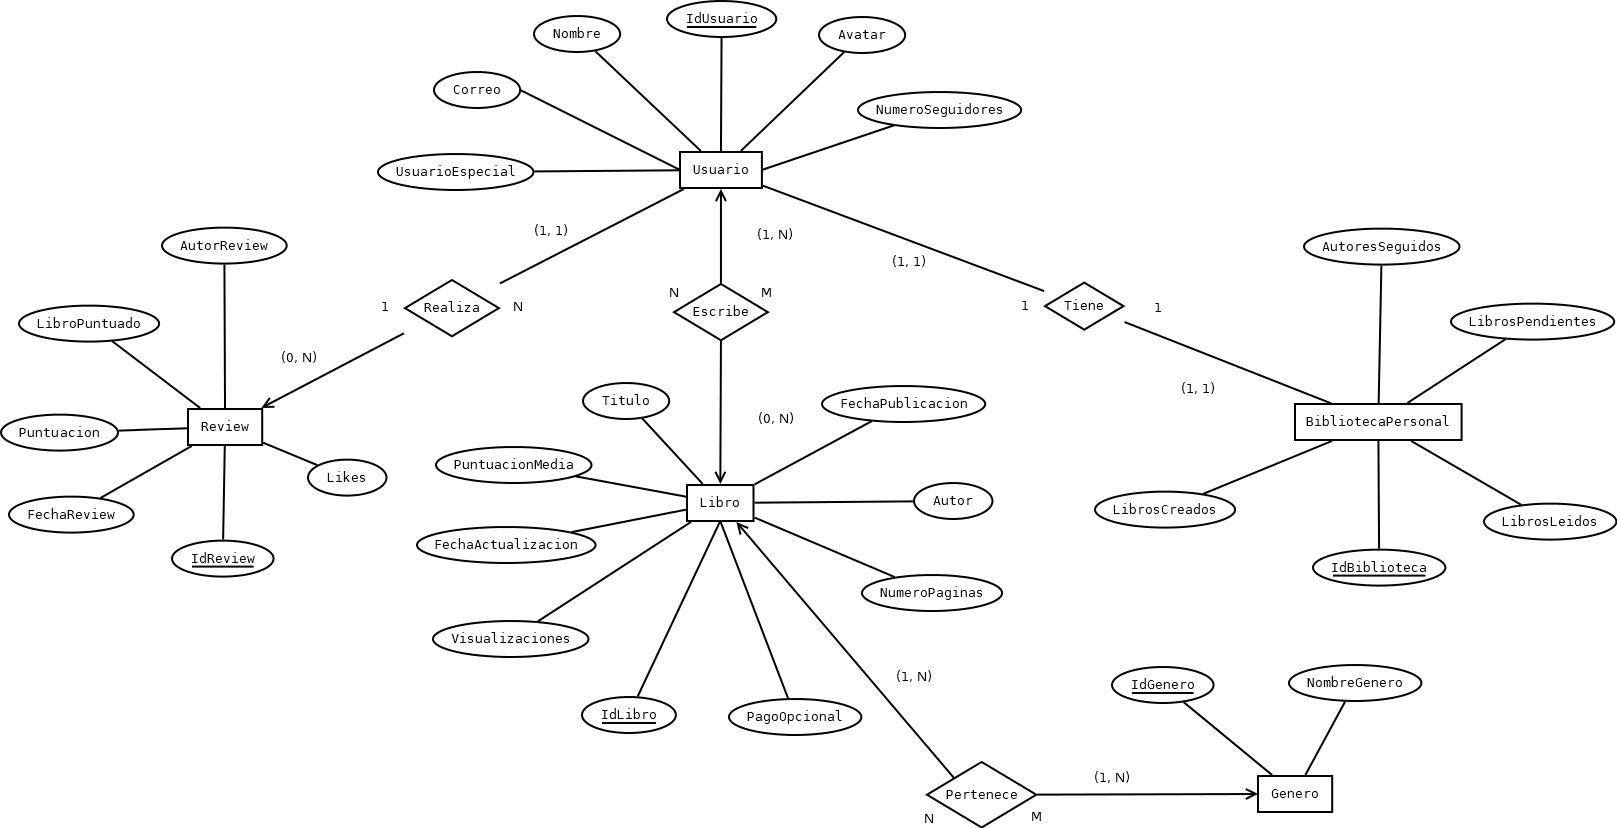 IdUsuario
Nombre
Avatar
Correo
NumeroSeguidores
UsuarioEspecial
Usuario
(1, 1)
(1, N)
AutorReview
(1, 1)
AutoresSeguidos
N
M
1
Realiza
N
Escribe
1
Tiene
1
LibroPuntuado
LibrosPendientes
(0, N)
(1, 1)
Titulo
FechaPublicacion
(0, N)
Review
BibliotecaPersonal
Puntuacion
PuntuacionMedia
Likes
Libro
Autor
FechaReview
LibrosCreados
LibrosLeidos
FechaActualizacion
IdReview
IdBiblioteca
NumeroPaginas
Visualizaciones
(1, N)
IdGenero
NombreGenero
IdLibro
PagoOpcional
(1, N)
Pertenece
Genero
N
M